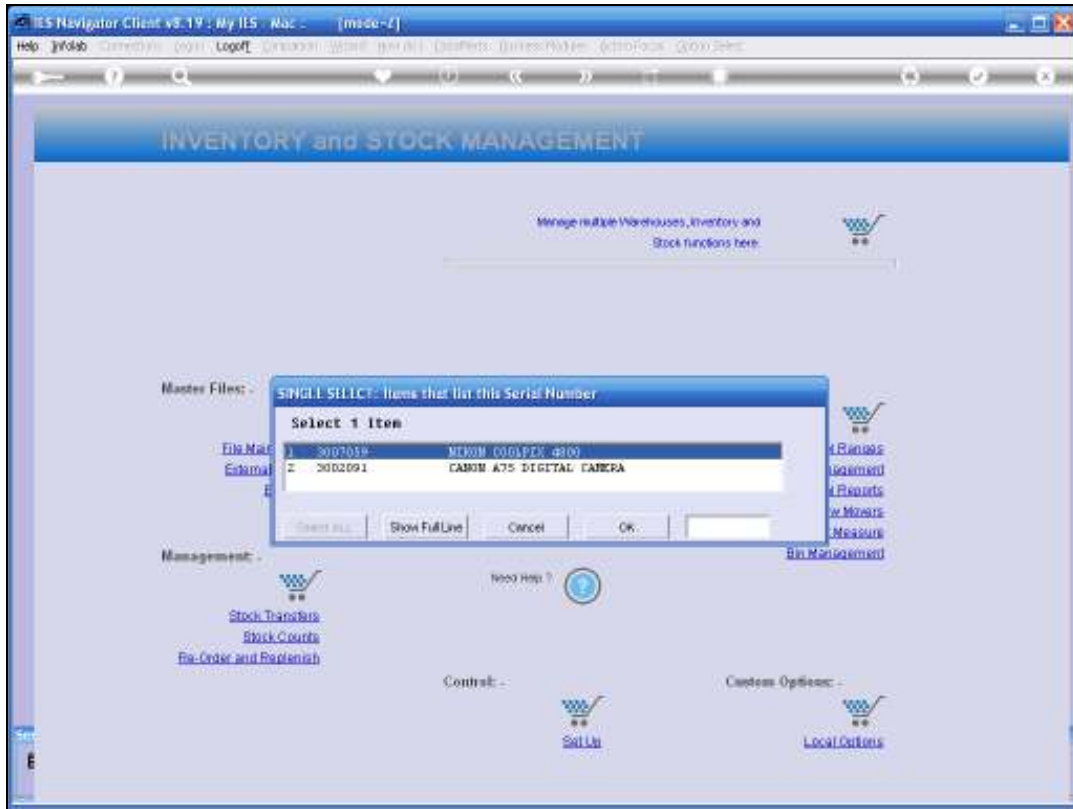 IES Navigator Client v8.19 : My IES - Mac - [mode-Z]
Help Infolab Logoff
INVENTORY and STOCK MANAGEMENT
Manage multiple Warehouses, Inventory and
Stock functions here.
Master Files: -
SINGLE SELECT: Items that list this Serial Number
Select 1 Item
1 3007059 NIKON COOLPIX 4800
2 3002091 CANON A75 DIGITAL CAMERA
Select ALL Show Full Line Cancel OK
File Main
External
Ranges
Reports
w Movers
Measure
Bin Management
Management: -
Need Help ?
?
Stock Transfers
Stock Counts
Re-Order and Replenish
Control: -
Custom Options: -
Set Up
Local Options